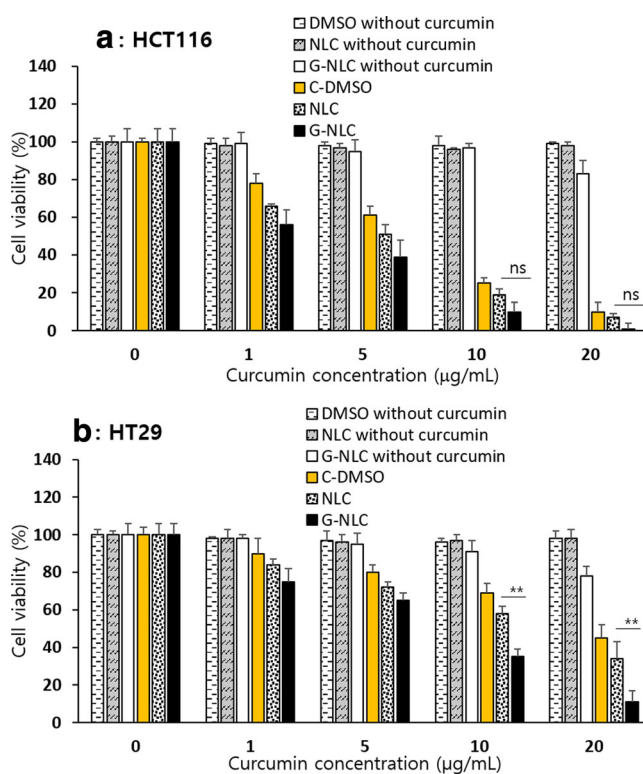 a: HCT116
DMSO without curcumin
NLC without curcumin
G-NLC without curcumin
C-DMSO
NLC
G-NLC
Cell viability (%)
140
120
100
80
60
40
20
0
ns
ns
0 1 5 10 20
Curcumin concentration (μg/mL)
b: HT29
DMSO without curcumin
NLC without curcumin
G-NLC without curcumin
C-DMSO
NLC
G-NLC
Cell viability (%)
140
120
100
80
60
40
20
0
**
**
0 1 5 10 20
Curcumin concentration (μg/mL)